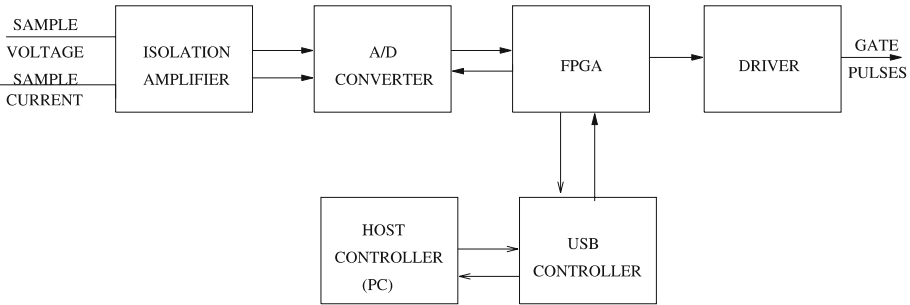 SAMPLE
VOLTAGE
SAMPLE
CURRENT
ISOLATION
AMPLIFIER
A/D
CONVERTER
FPGA
DRIVER
GATE
PULSES
HOST
CONTROLLER
(PC)
USB
CONTROLLER